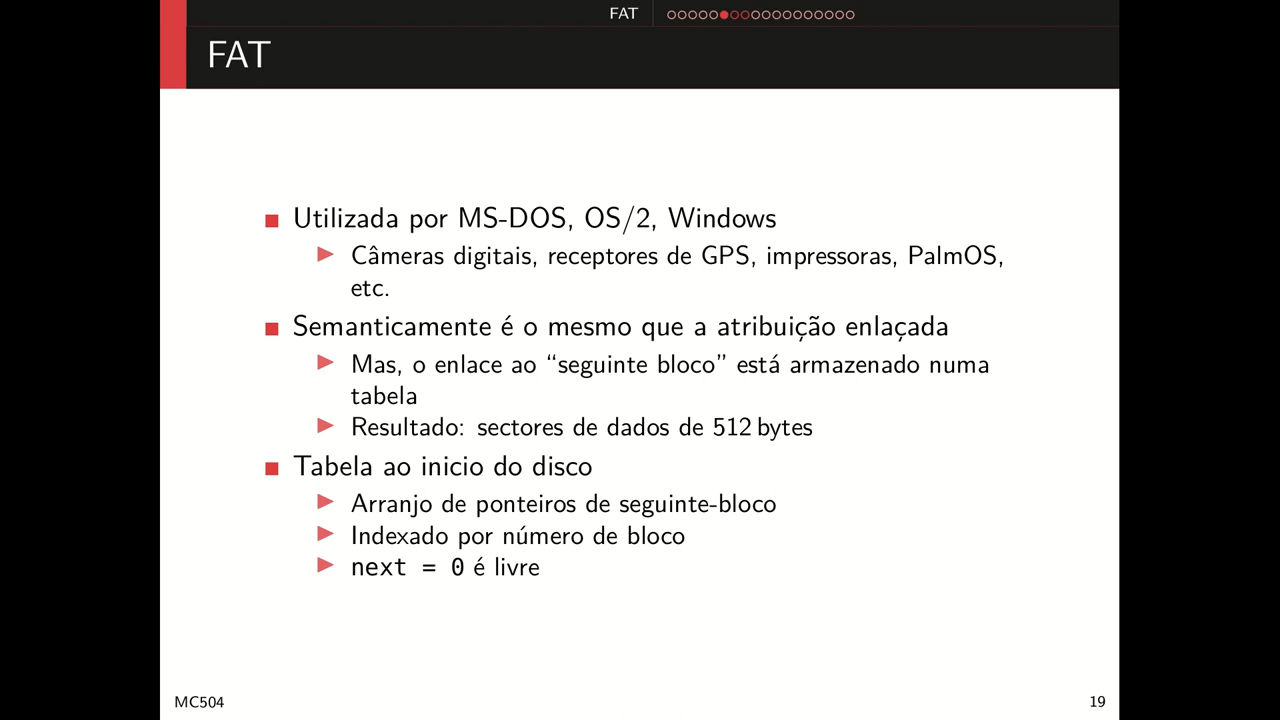 FAT
FAT
Utilizada por MS-DOS, OS/2, Windows
Câmeras digitais, receptores de GPS, impressoras, PalmOS,
etc.
Semanticamente é o mesmo que a atribuição enlaçada
Mas, o enlace ao “seguinte bloco” está armazenado numa
tabela
Resultado: sectores de dados de 512 bytes
Tabela ao inicio do disco
Arranjo de ponteiros de seguinte-bloco
Indexado por número de bloco
next = 0 é livre
MC504
19